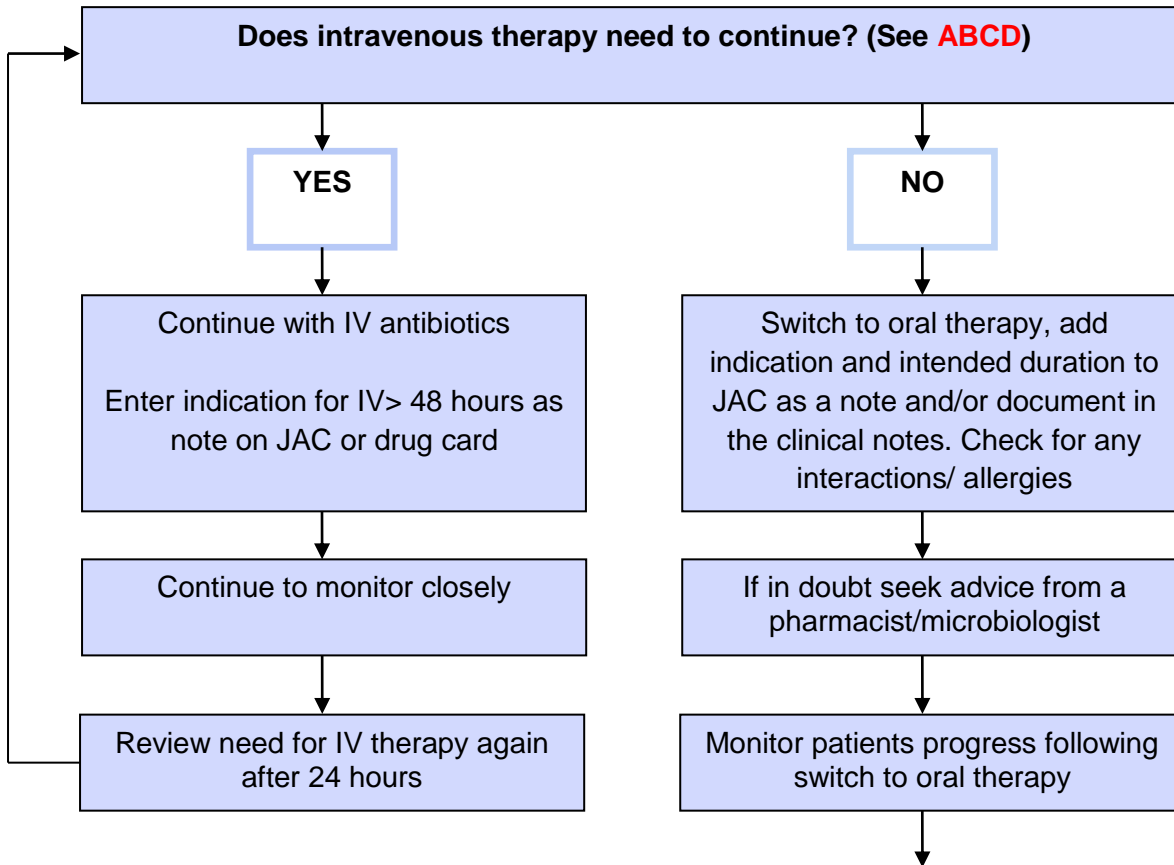 Does intravenous therapy need to continue? (See ABCD)
YES
Continue with IV antibiotics
Enter indication for IV> 48 hours as
note on JAC or drug card
Continue to monitor closely
Review need for IV therapy again
after 24 hours
NO
Switch to oral therapy, add
indication and intended duration to
JAC as a note and/or document in
the clinical notes. Check for any
interactions/ allergies
If in doubt seek advice from a
pharmacist/microbiologist
Monitor patients progress following
switch to oral therapy